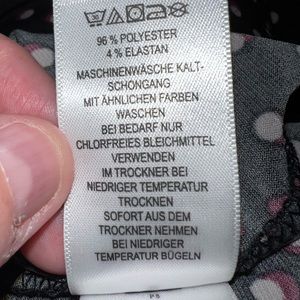 96 % POLYESTER
4 % ELASTAN
MASCHINENWÄSCHE KALT-
SCHONGANG
MIT ÄHNLICHEN FARBEN
WASCHEN
BEI BEDARF NUR
CHLORFREIES BLEICHMITTEL
VERWENDEN
IM TROCKNER BEI
NIEDRIGER TEMPERATUR
TROCKNEN
SOFORT AUS DEM
TROCKNER NEHMEN
BEI NIEDRIGER
TEMPERATUR BÜGELN